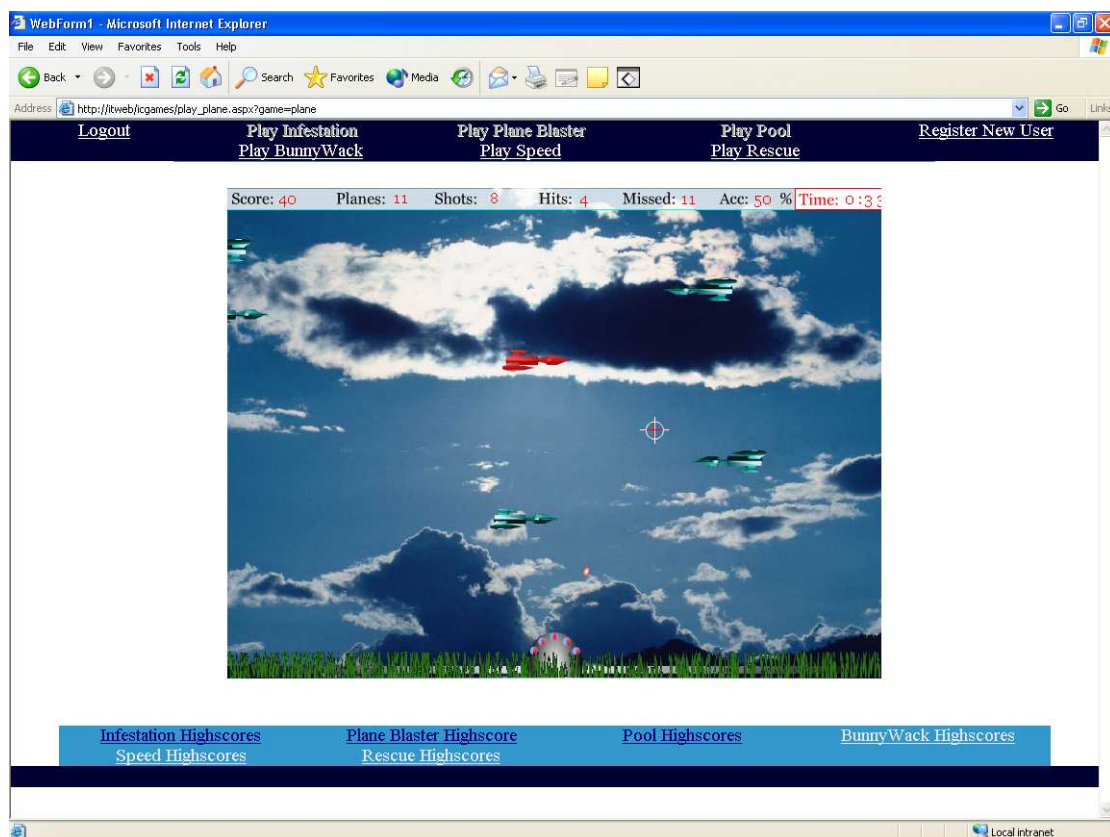 WebForm1 - Microsoft Internet Explorer
File Edit View Favorites Tools Help
Back Search Favorites Media
Address http://itweb/icgames/play_plane.aspx?game=plane Go Links
Logout Play Infestation Play Plane Blaster Play Pool Register New User
Play BunnyWack Play Speed Play Rescue
Score: 40 Planes: 11 Shots: 8 Hits: 4 Missed: 11 Acc: 50 % Time: 0:33
Infestation Highscores Plane Blaster Highscore Pool Highscores BunnyWack Highscores
Speed Highscores Rescue Highscores
Local intranet